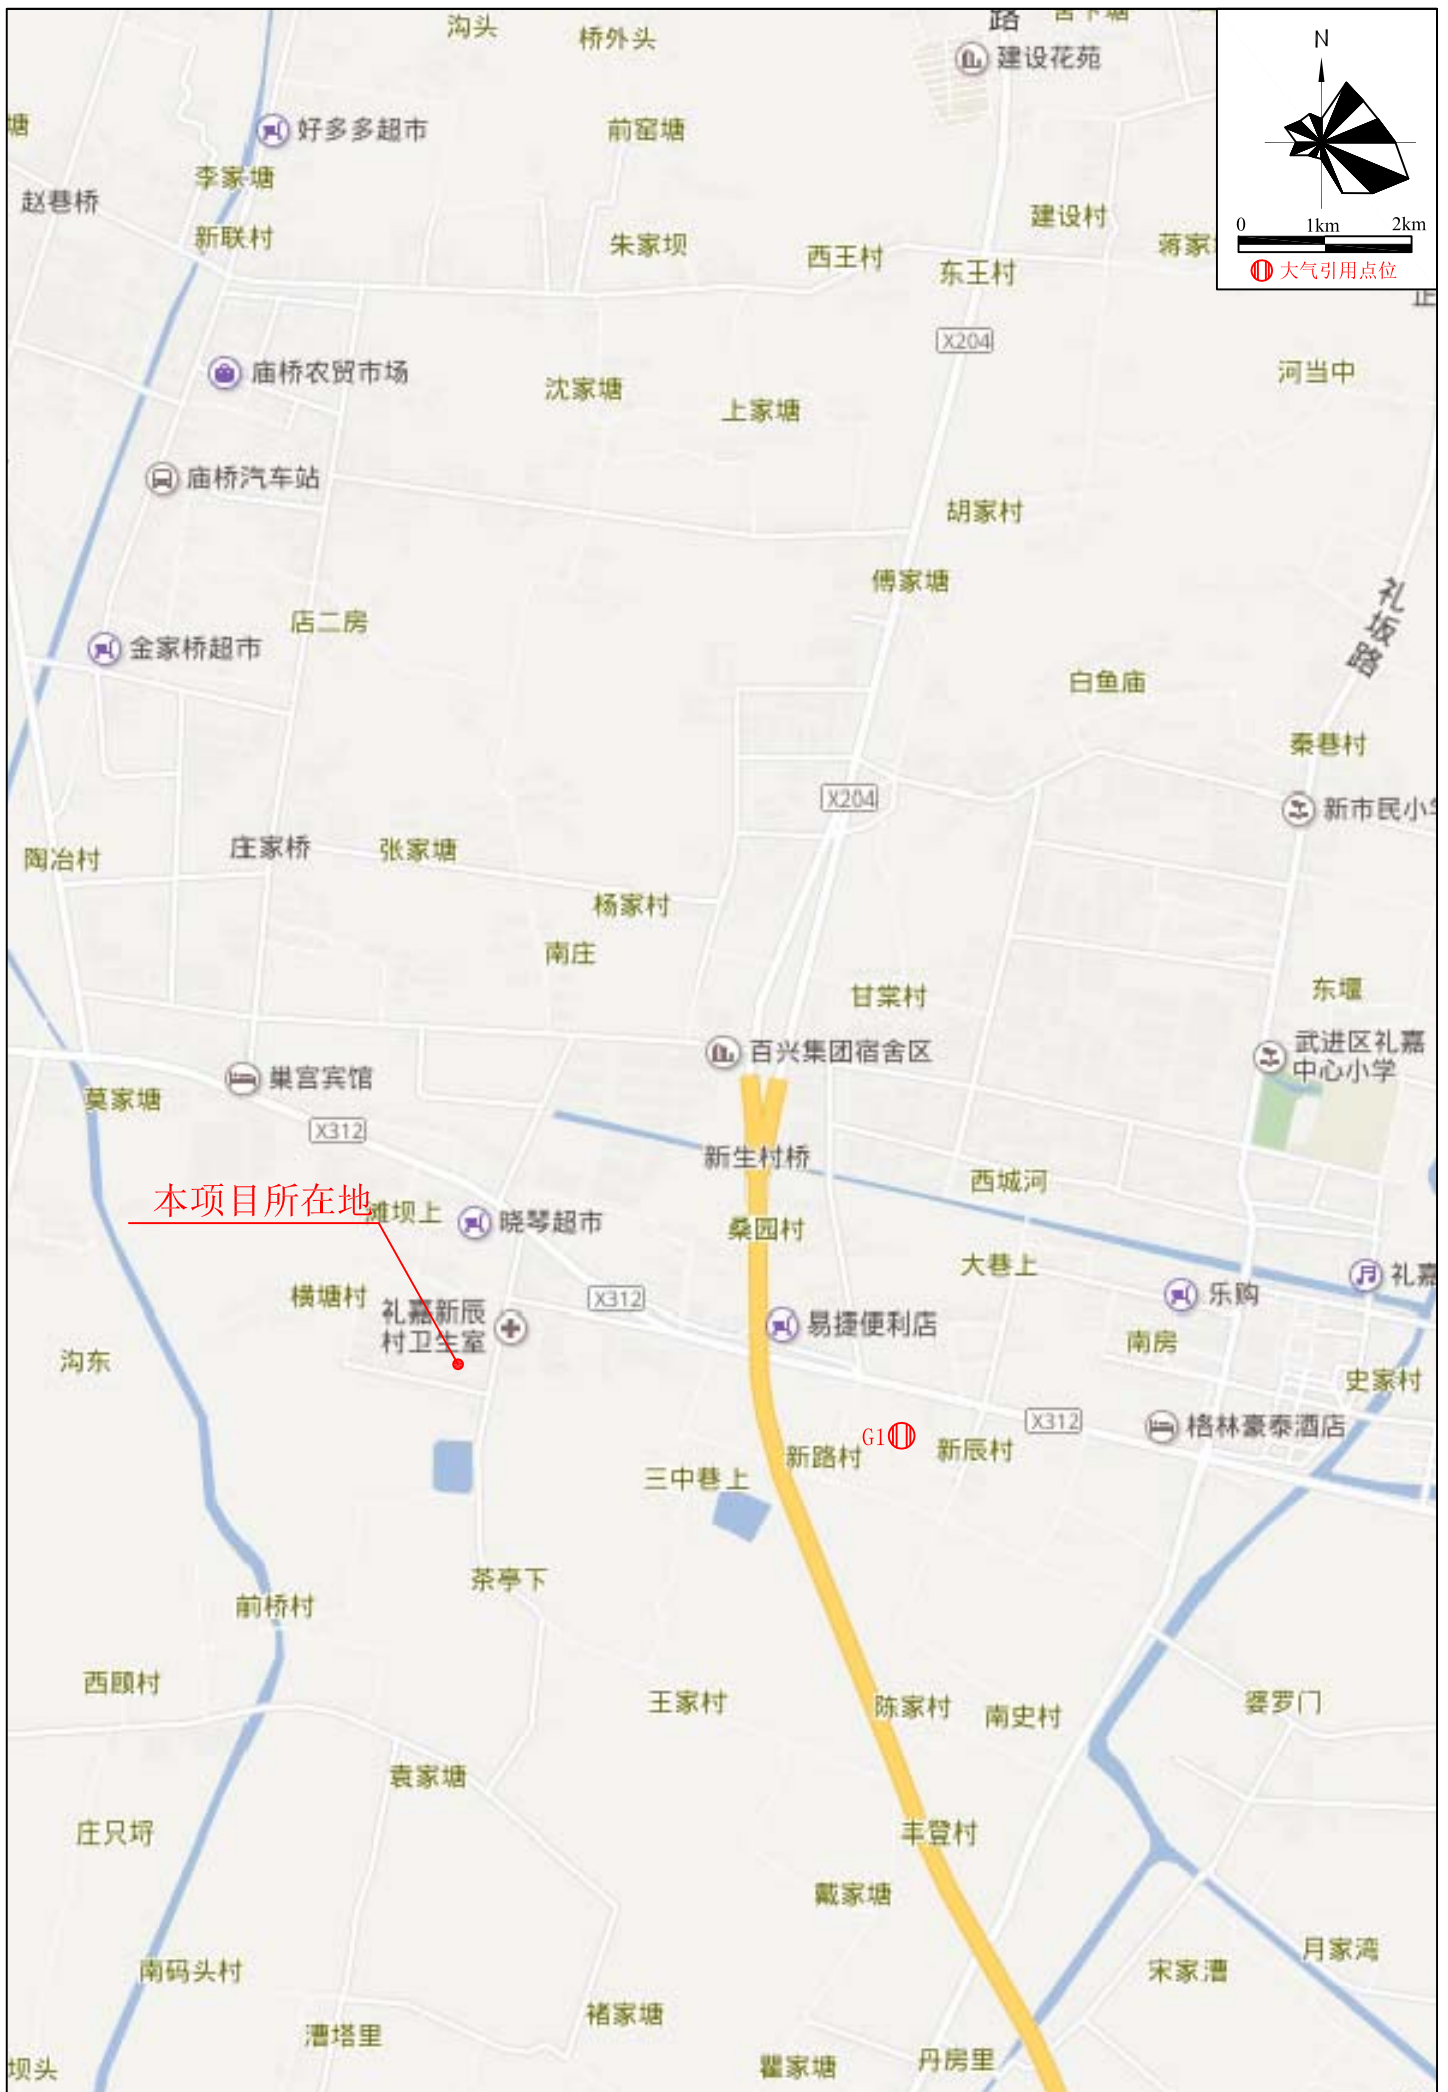 沟头
桥外头
路
建设花苑
N
塘
好多多超市
前窑塘
李家塘
赵巷桥
建设村
新联村
朱家坝
西王村
东王村
蒋家
0 1km 2km
大气引用点位
X204
庙桥农贸市场
沈家塘
上家塘
河当中
庙桥汽车站
胡家村
傅家塘
礼坂路
店二房
金家桥超市
白鱼庙
秦巷村
X204
新市民小
陶冶村
庄家桥
张家塘
杨家村
南庄
甘棠村
东堰
百兴集团宿舍区
武进区礼嘉
中心小学
巢宫宾馆
莫家塘
X312
新生村桥
西城河
本项目所在地
滩坝上
晓琴超市
桑园村
大巷上
礼嘉
横塘村
X312
乐购
礼嘉新辰
村卫生室
易捷便利店
南房
沟东
史家村
X312
格林豪泰酒店
G1
新路村
新辰村
三中巷上
茶亭下
前桥村
西顾村
王家村
陈家村
南史村
婆罗门
袁家塘
庄只埒
丰登村
戴家塘
月家湾
南码头村
宋家漕
褚家塘
漕塔里
坝头
瞿家塘
丹房里